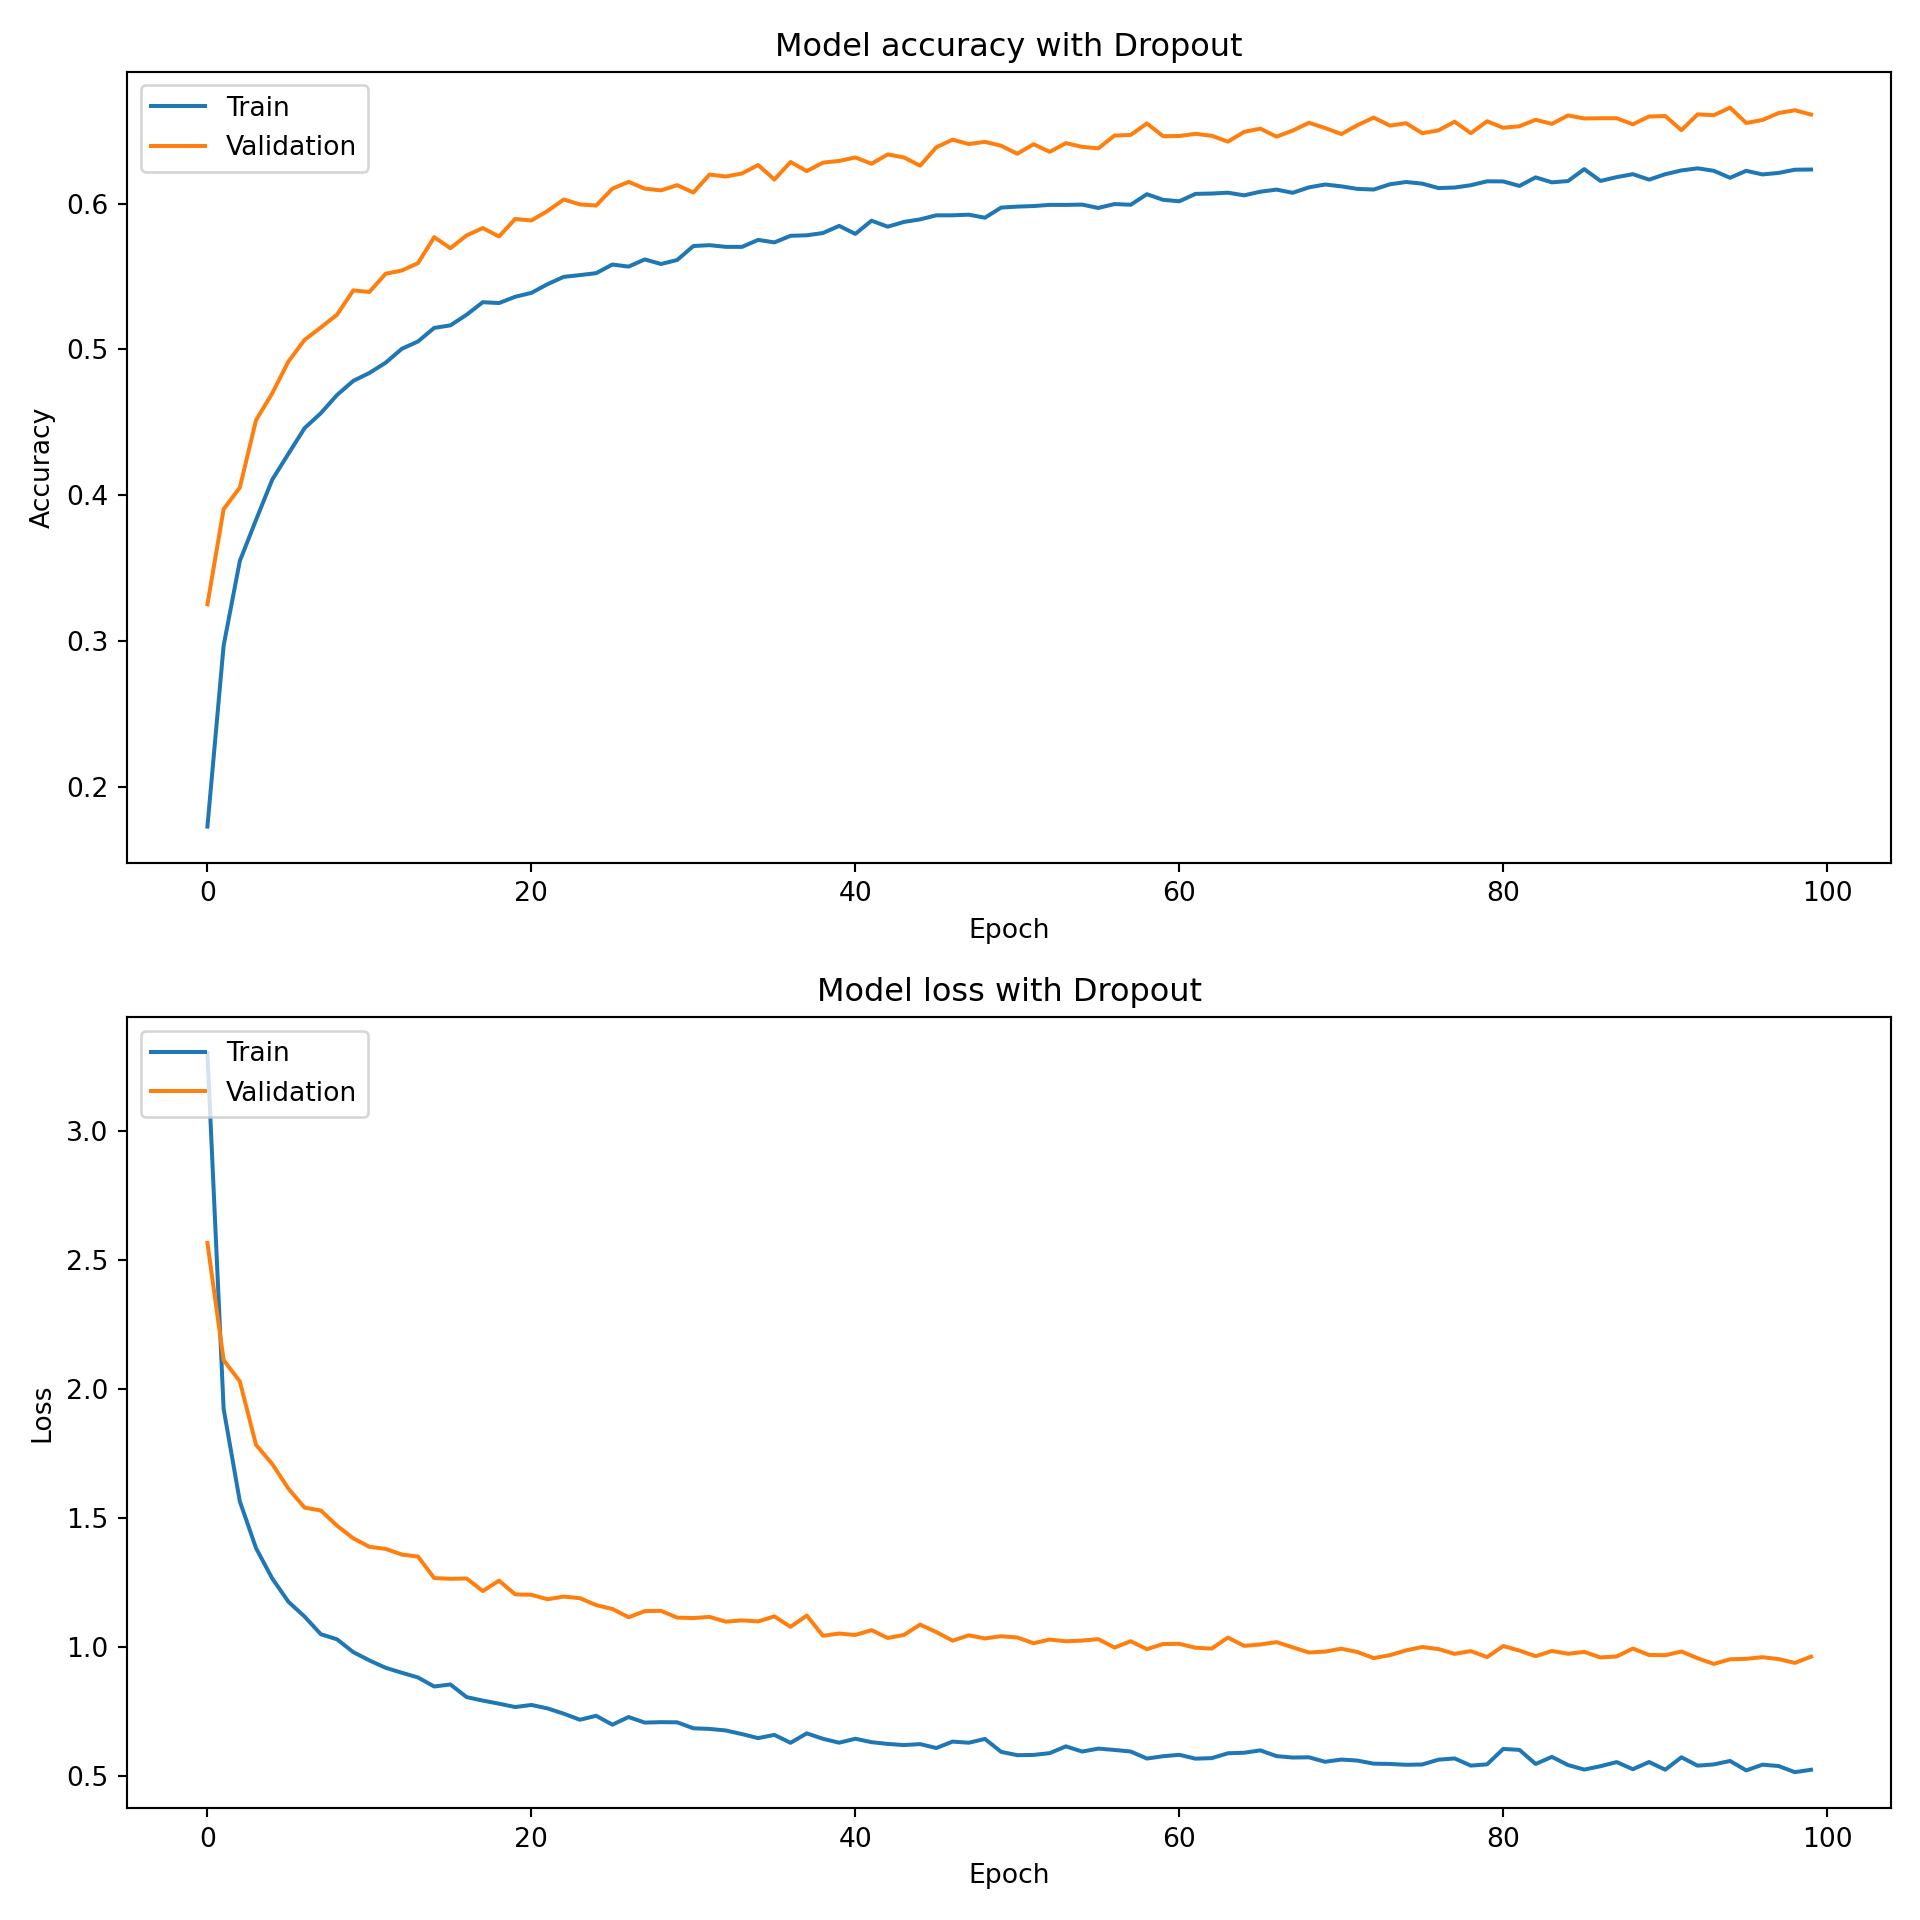 Model accuracy with Dropout
Train
Validation
0.6
0.5
0.4
0.3
0.2
Accuracy
0 20 40 60 80 100
Epoch
Model loss with Dropout
Train
Validation
3.0
2.5
2.0
1.5
1.0
0.5
Loss
0 20 40 60 80 100
Epoch